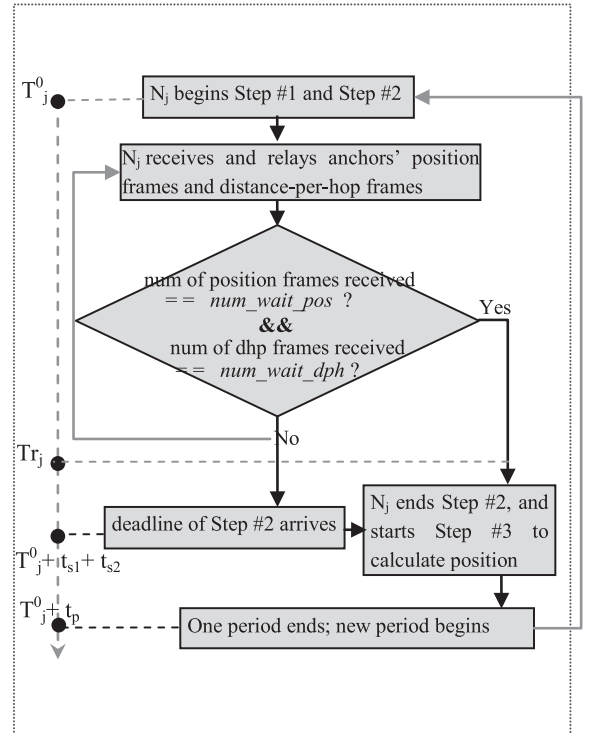 T⁰ⱼ
Nⱼ begins Step #1 and Step #2
Nⱼ receives and relays anchors' position
frames and distance-per-hop frames
num of position frames received
== num_wait_pos ?
&&
num of dhp frames received
== num_wait_dph ?
Yes
No
Trⱼ
Nⱼ ends Step #2, and
starts Step #3 to
calculate position
deadline of Step #2 arrives
T⁰ⱼ+ tₛ₁+ tₛ₂
T⁰ⱼ+ tₚ
One period ends; new period begins